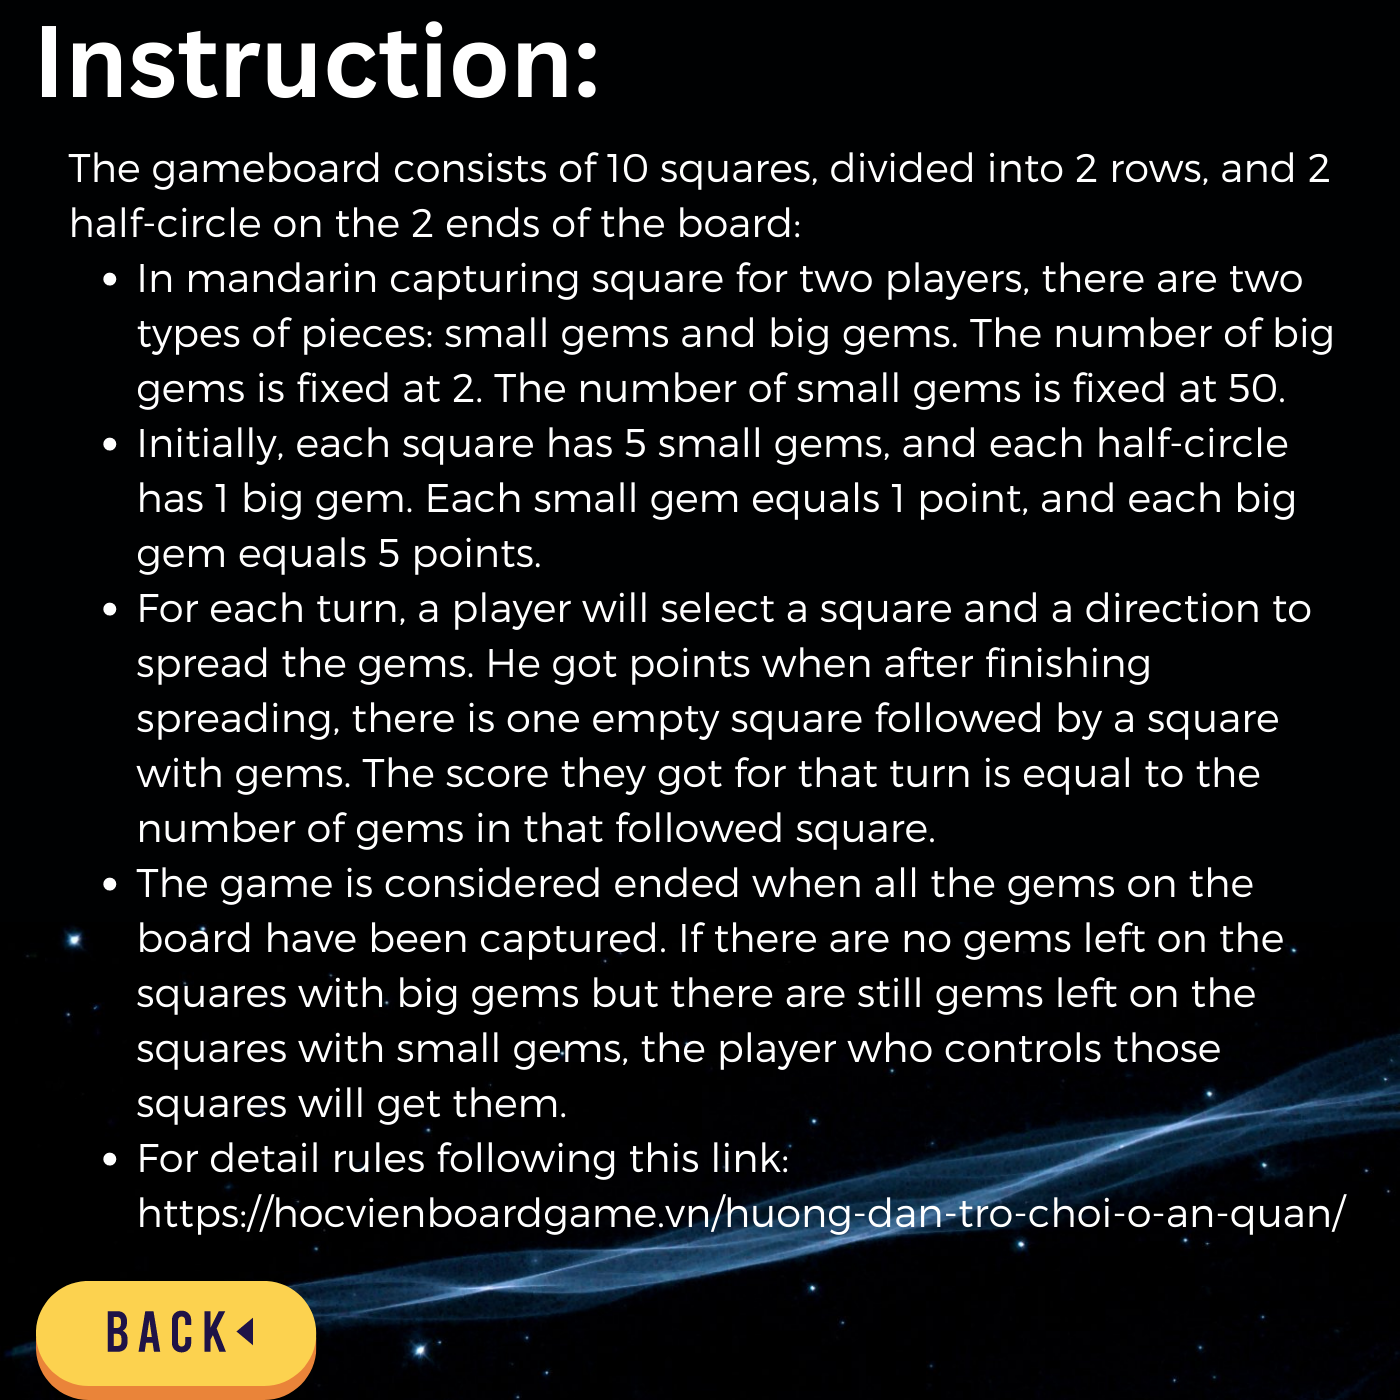 Instruction:
The gameboard consists of 10 squares, divided into 2 rows, and 2
half-circle on the 2 ends of the board:
• In mandarin capturing square for two players, there are two
types of pieces: small gems and big gems. The number of big
gems is fixed at 2. The number of small gems is fixed at 50.
• Initially, each square has 5 small gems, and each half-circle
has 1 big gem. Each small gem equals 1 point, and each big
gem equals 5 points.
• For each turn, a player will select a square and a direction to
spread the gems. He got points when after finishing
spreading, there is one empty square followed by a square
with gems. The score they got for that turn is equal to the
number of gems in that followed square.
• The game is considered ended when all the gems on the
board have been captured. If there are no gems left on the
squares with big gems but there are still gems left on the
squares with small gems, the player who controls those
squares will get them.
• For detail rules following this link:
https://hocvienboardgame.vn/huong-dan-tro-choi-o-an-quan/
BACK